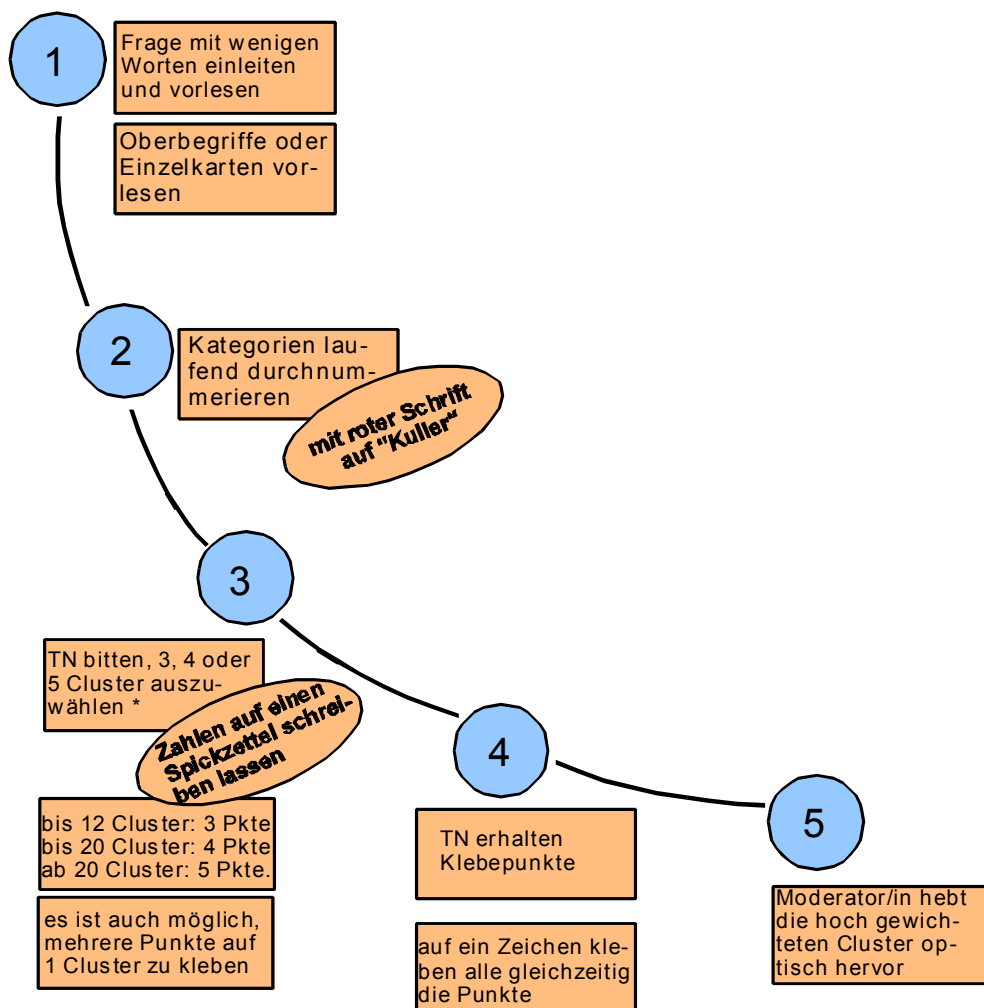 1
Frage mit wenigen
Worten einleiten
und vorlesen
Oberbegriffe oder
Einzelkarten vor-
lesen
2
Kategorien lau-
fend durchnum-
merieren
mit roter Schrift
auf "Kuller"
3
TN bitten, 3, 4 oder
5 Cluster auszu-
wählen *
Zahlen auf einen
Spickzettel schrei-
ben lassen
bis 12 Cluster: 3 Pkte
bis 20 Cluster: 4 Pkte
ab 20 Cluster: 5 Pkte.
es ist auch möglich,
mehrere Punkte auf
1 Cluster zu kleben
4
TN erhalten
Klebepunkte
auf ein Zeichen kle-
ben alle gleichzeitig
die Punkte
5
Moderator/in hebt
die hoch gewich-
teten Cluster op-
tisch hervor